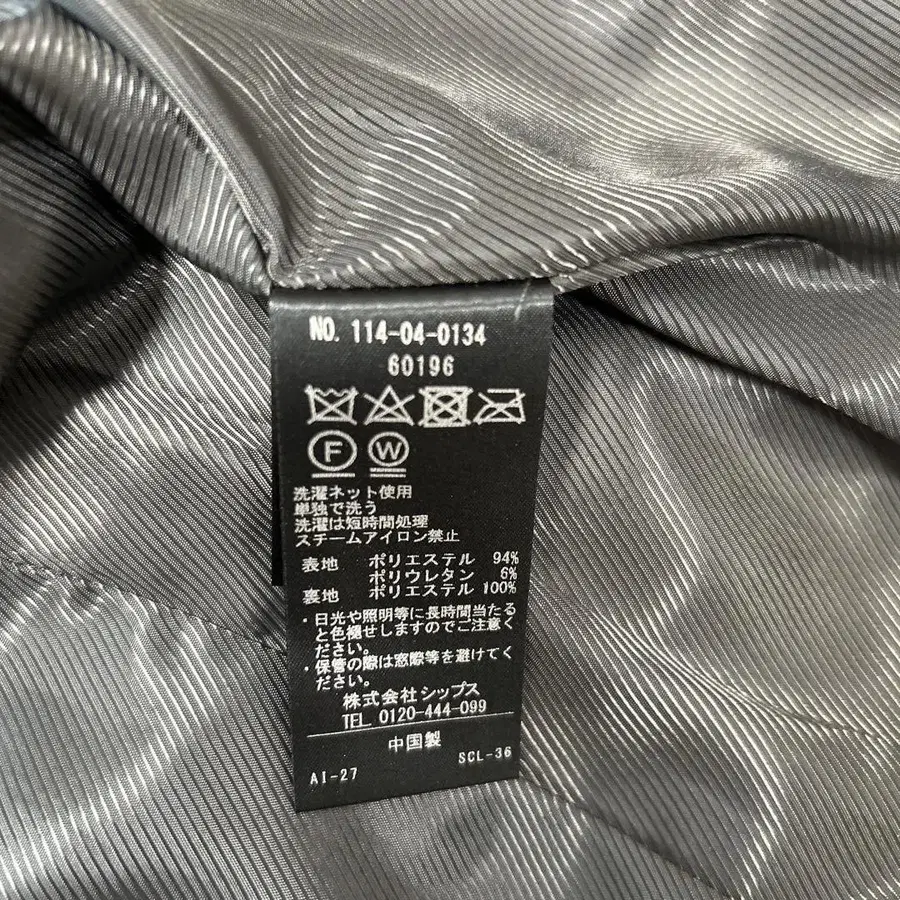 NO. 114-04-0134
60196
F W
洗濯ネット使用
単独で洗う
洗濯は短時間処理
スチームアイロン禁止
表地 ポリエステル 94%
ポリウレタン 6%
裏地 ポリエステル 100%
・日光や照明等に長時間当たる
と色褪せしますのでご注意く
ださい。
・保管の際は窓際等を避けてく
ださい。
株式会社シップス
TEL. 0120-444-099
中国製
AI-27 SCL-36